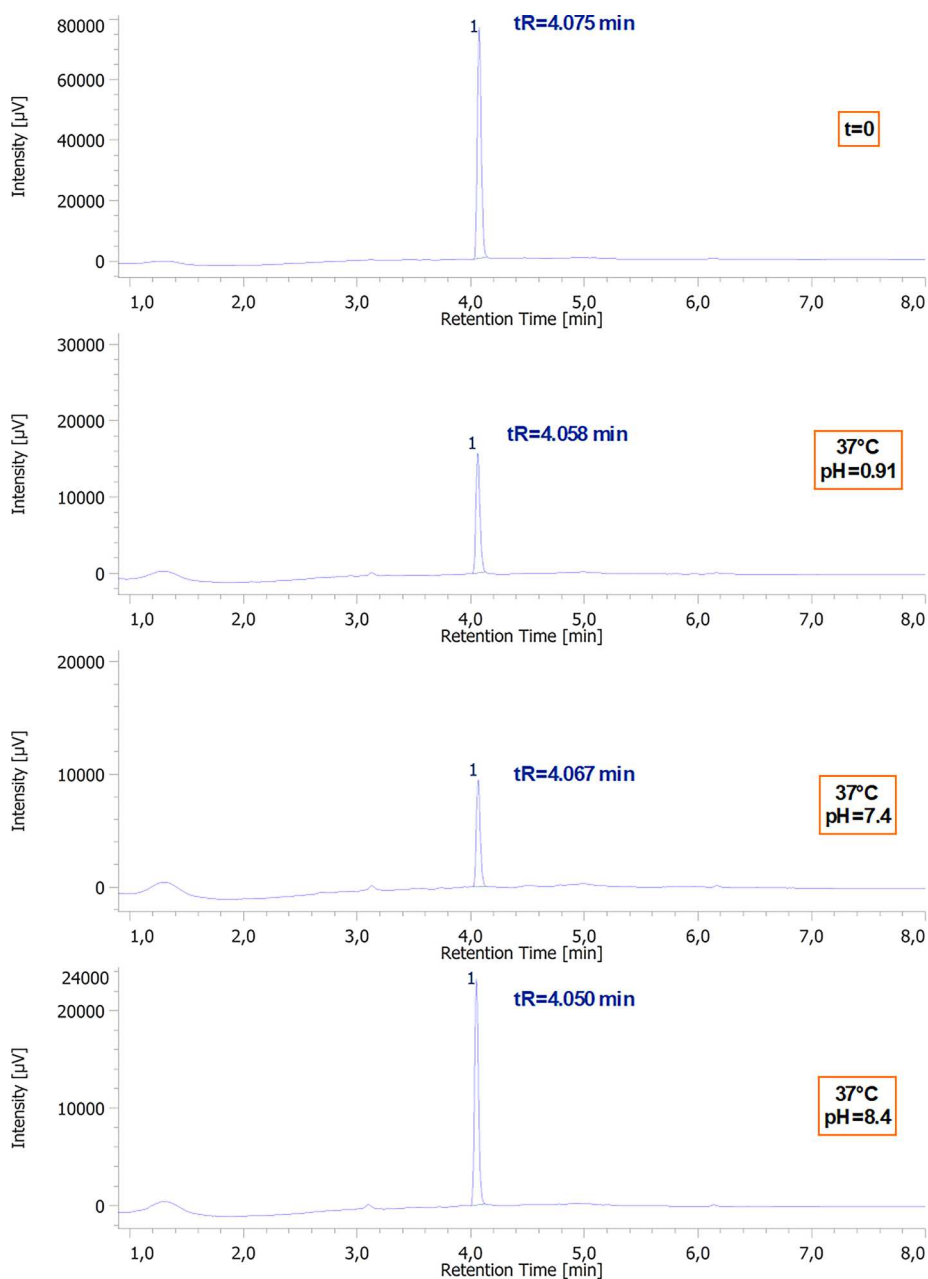 80000
1
tR=4.075 min
60000
40000
20000
0
Intensity [µV]
t=0
1,0 2,0 3,0 4,0 5,0 6,0 7,0 8,0
Retention Time [min]
30000
20000
10000
0
Intensity [µV]
1
tR=4.058 min
37°C
pH=0.91
1,0 2,0 3,0 4,0 5,0 6,0 7,0 8,0
Retention Time [min]
20000
10000
0
Intensity [µV]
1
tR=4.067 min
37°C
pH=7.4
1,0 2,0 3,0 4,0 5,0 6,0 7,0 8,0
Retention Time [min]
24000
20000
10000
0
Intensity [µV]
1
tR=4.050 min
37°C
pH=8.4
1,0 2,0 3,0 4,0 5,0 6,0 7,0 8,0
Retention Time [min]